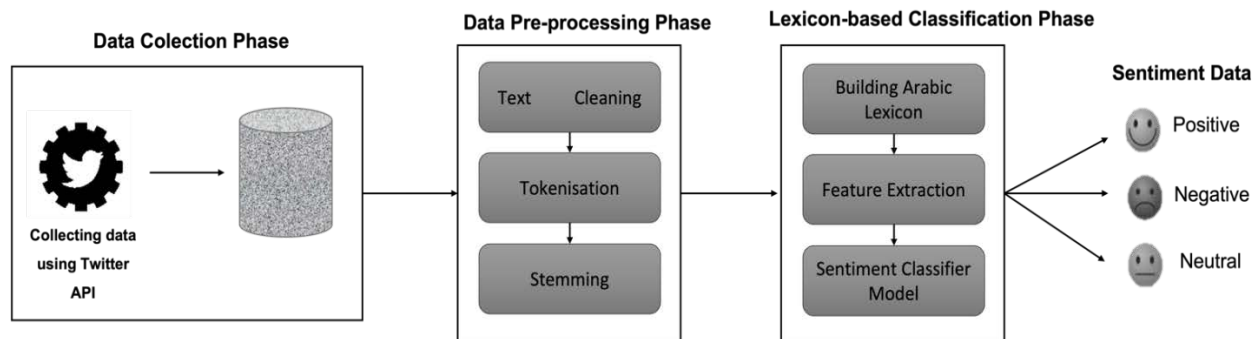 Data Colection Phase
Collecting data
using Twitter
API
Data Pre-processing Phase
Text Cleaning
Tokenisation
Stemming
Lexicon-based Classification Phase
Building Arabic
Lexicon
Feature Extraction
Sentiment Classifier
Model
Sentiment Data
Positive
Negative
Neutral